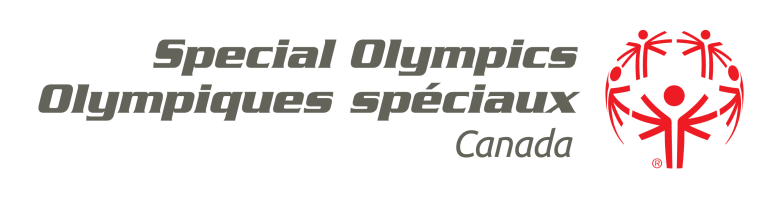 Special Olympics
Olympiques spéciaux
Canada
®